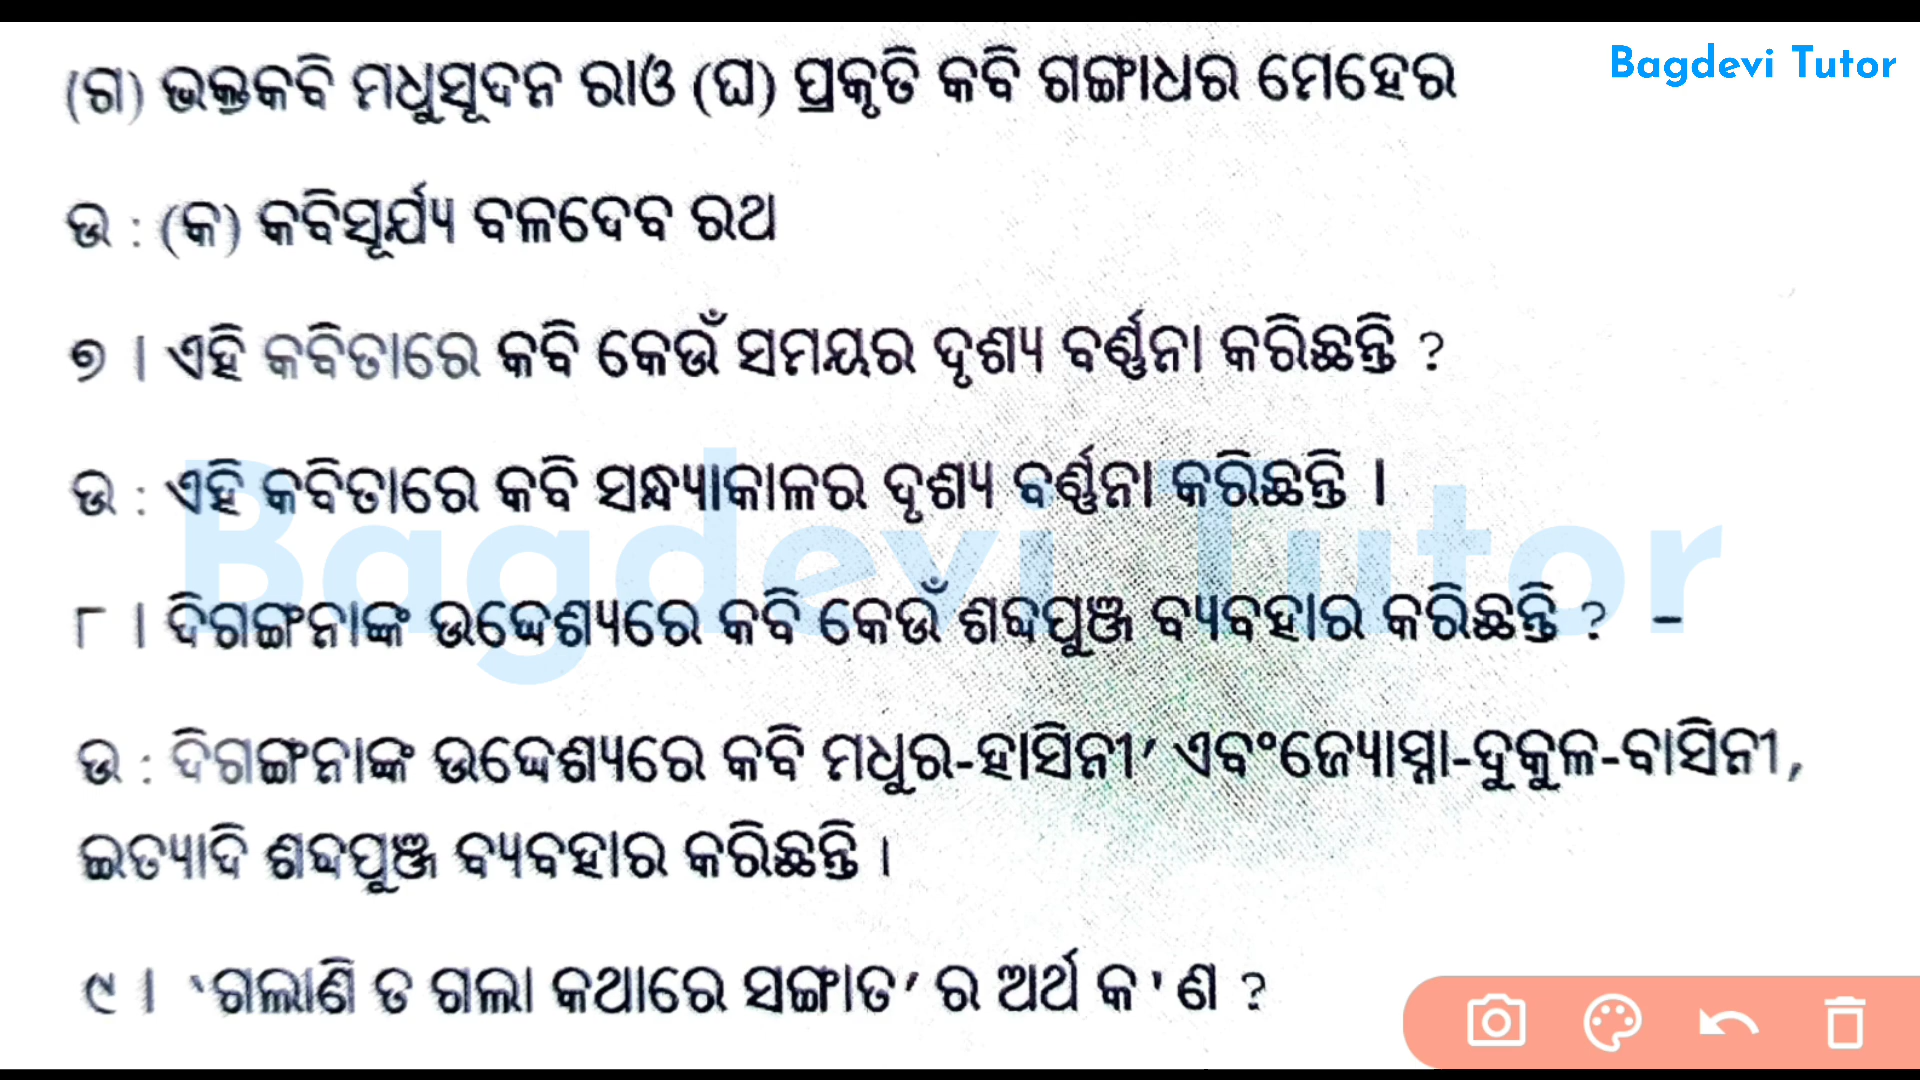 Bagdevi Tutor
(ଗ) ଭକ୍ତକବି ମଧୁସୂଦନ ରାଓ (ଘ) ପ୍ରକୃତି କବି ଗଙ୍ଗାଧର ମେହେର
ଉ : (କ) କବିସୂର୍ଯ୍ୟ ବଳଦେବ ରଥ
୭ । ଏହି କବିତାରେ କବି କେଉଁ ସମୟର ଦୃଶ୍ୟ ବର୍ଣ୍ଣନା କରିଛନ୍ତି ?
ଉ : ଏହି କବିତାରେ କବି ସନ୍ଧ୍ୟାକାଳର ଦୃଶ୍ୟ ବର୍ଣ୍ଣନା କରିଛନ୍ତି ।
Bagdevi Tutor
୮ । ଦିଗଙ୍ଗନାଙ୍କ ଉଦ୍ଦେଶ୍ୟରେ କବି କେଉଁ ଶବ୍ଦପୁଞ୍ଜ ବ୍ୟବହାର କରିଛନ୍ତି ? –
ଉ : ଦିଗଙ୍ଗନାଙ୍କ ଉଦ୍ଦେଶ୍ୟରେ କବି ମଧୁର-ହାସିନୀ’ ଏବଂଜ୍ୟୋସ୍ନା-ଦୁକୁଳ-ବାସିନୀ,
ଇତ୍ୟାଦି ଶବ୍ଦପୁଞ୍ଜ ବ୍ୟବହାର କରିଛନ୍ତି ।
୯ । ‘ଗଲାଣି ତ ଗଲା କଥାରେ ସଙ୍ଗାତ’ ର ଅର୍ଥ କ'ଣ ?